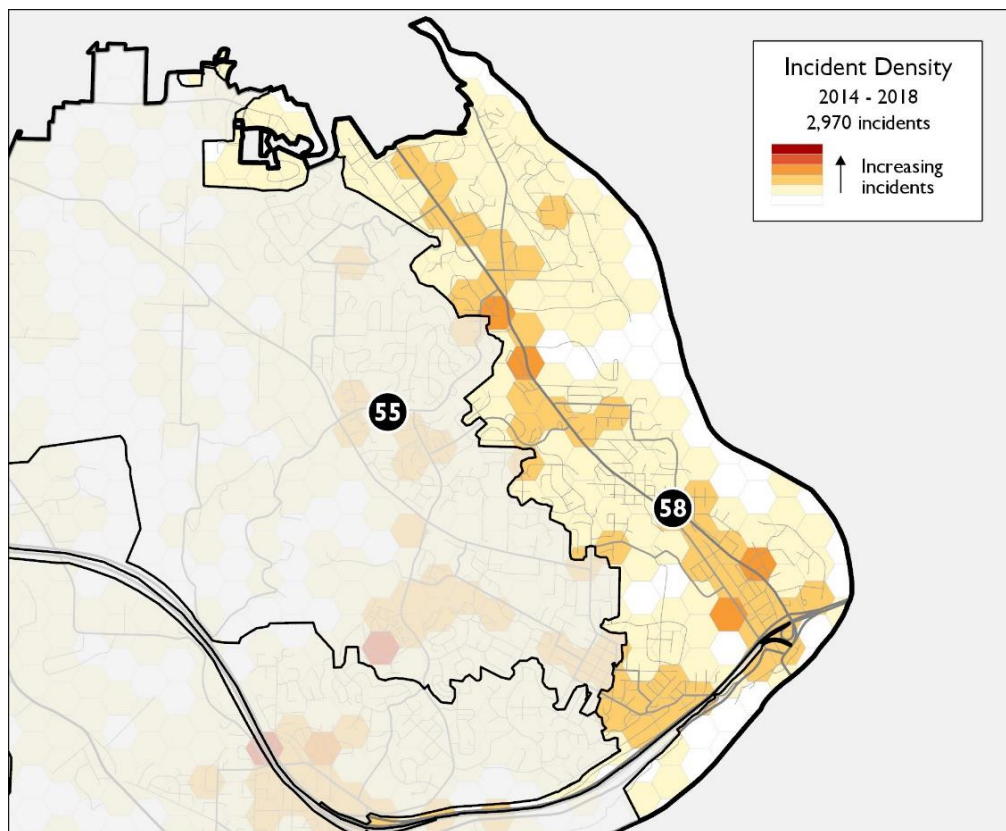 Incident Density
2014 - 2018
2,970 incidents
Increasing
incidents
55
58